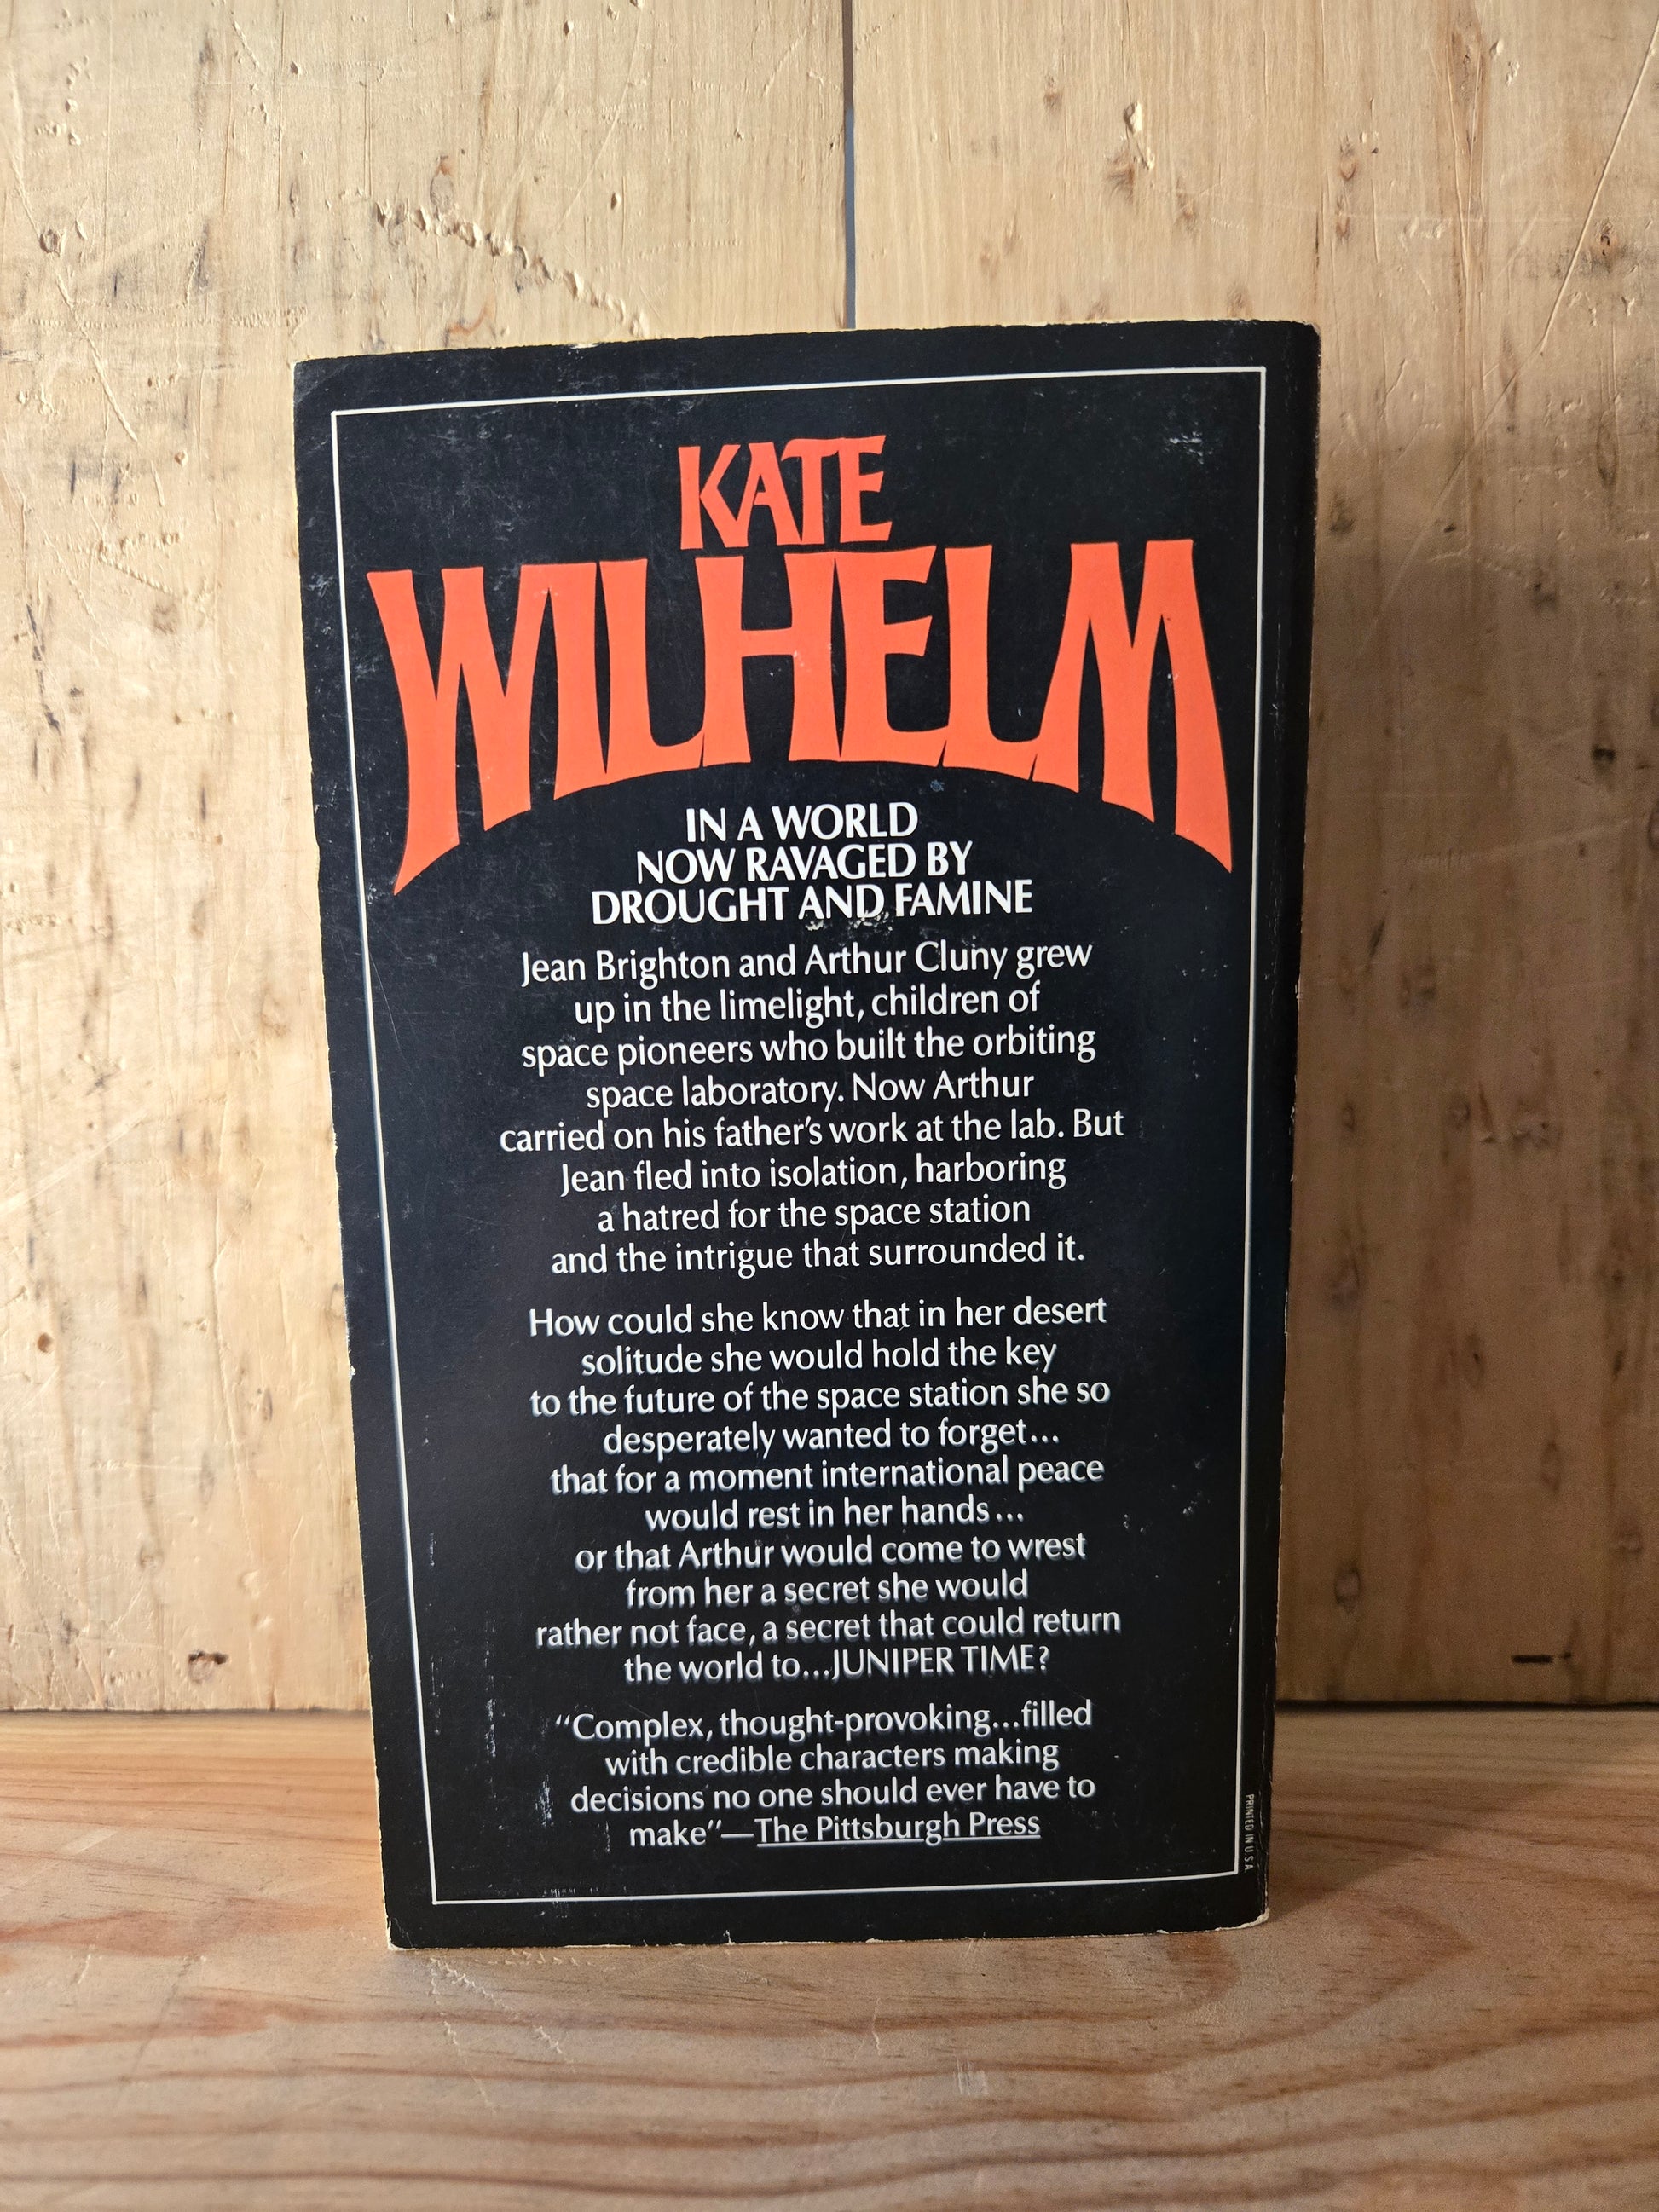 KATE
WILHELM
IN A WORLD
NOW RAVAGED BY
DROUGHT AND FAMINE
Jean Brighton and Arthur Cluny grew
up in the limelight, children of
space pioneers who built the orbiting
space laboratory. Now Arthur
carried on his father's work at the lab. But
Jean fled into isolation, harboring
a hatred for the space station
and the intrigue that surrounded it.
How could she know that in her desert
solitude she would hold the key
to the future of the space station she so
desperately wanted to forget...
that for a moment international peace
would rest in her hands...
or that Arthur would come to wrest
from her a secret she would
rather not face, a secret that could return
the world to...JUNIPER TIME?
"Complex, thought-provoking...filled
with credible characters making
decisions no one should ever have to
make"—The Pittsburgh Press
PRINTED IN U S A